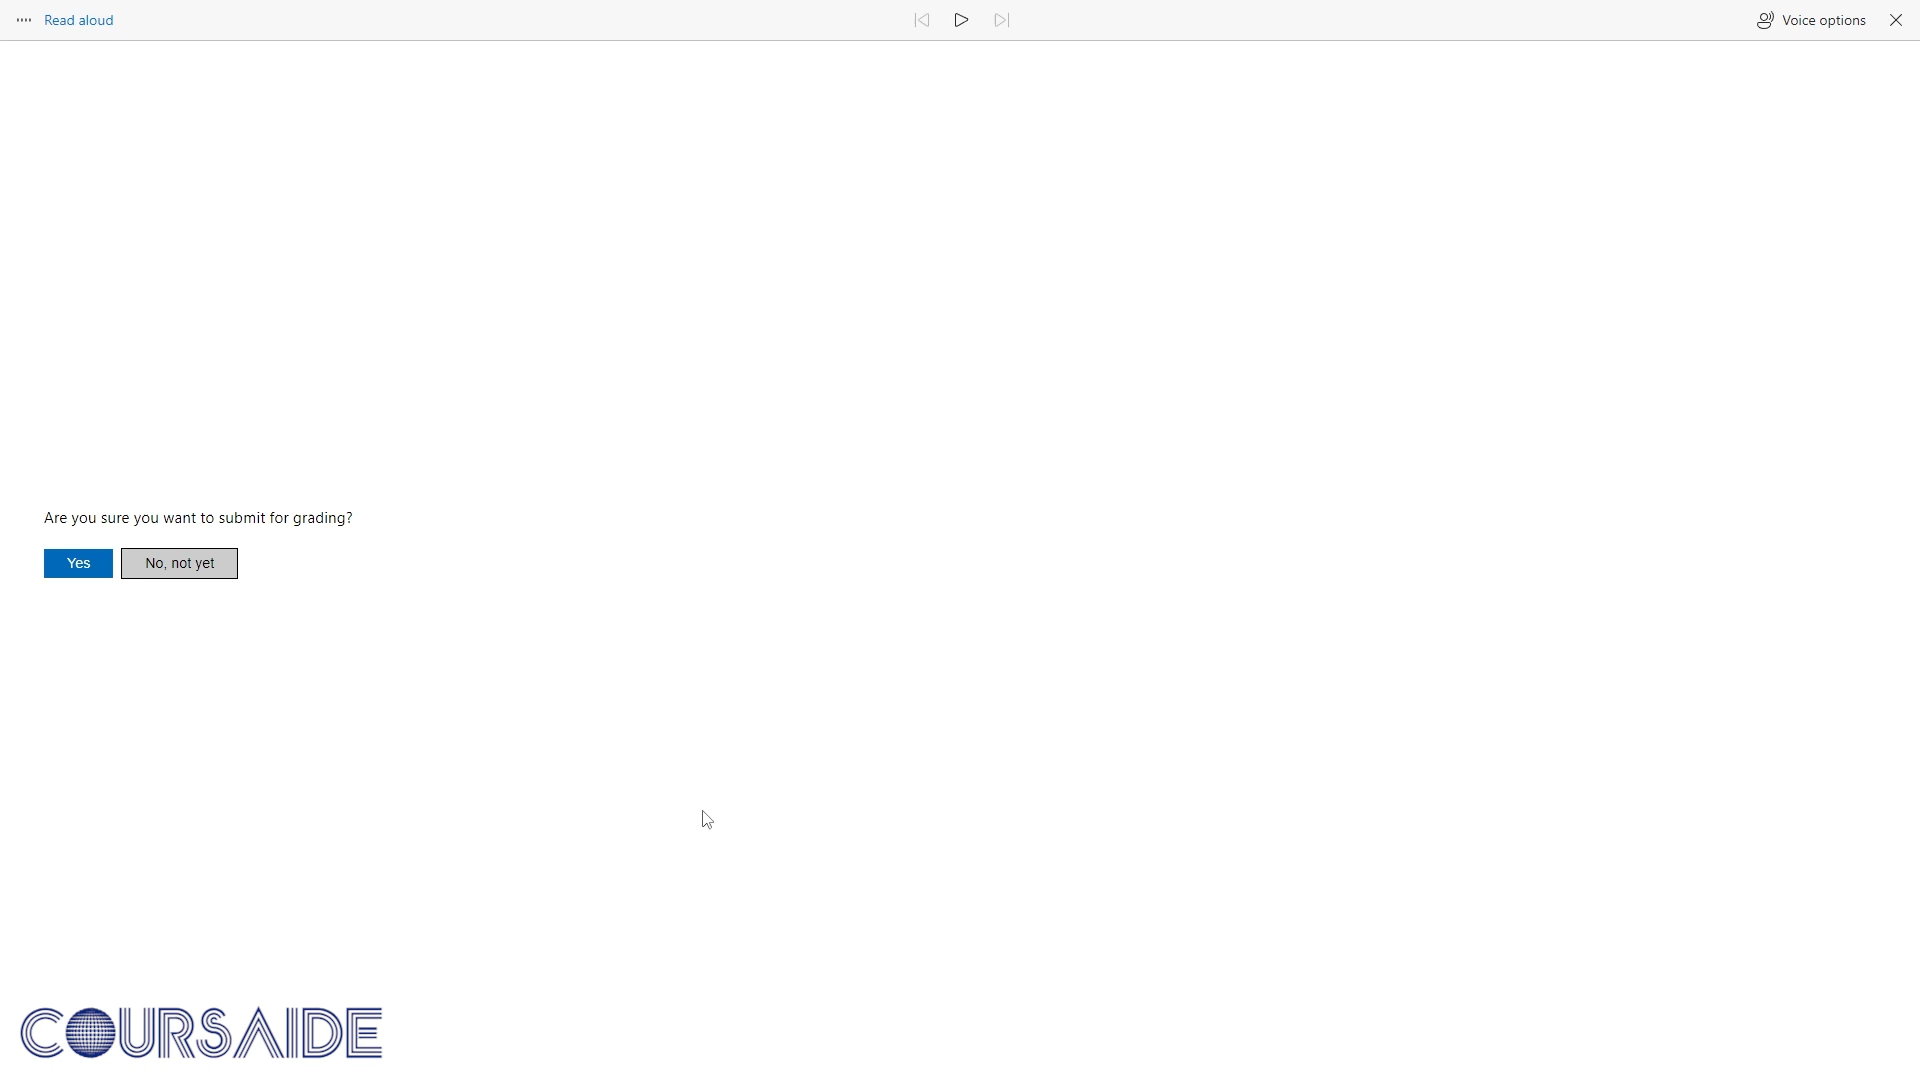 Read aloud
Voice options
Are you sure you want to submit for grading?
Yes
No, not yet
COURSAIDE